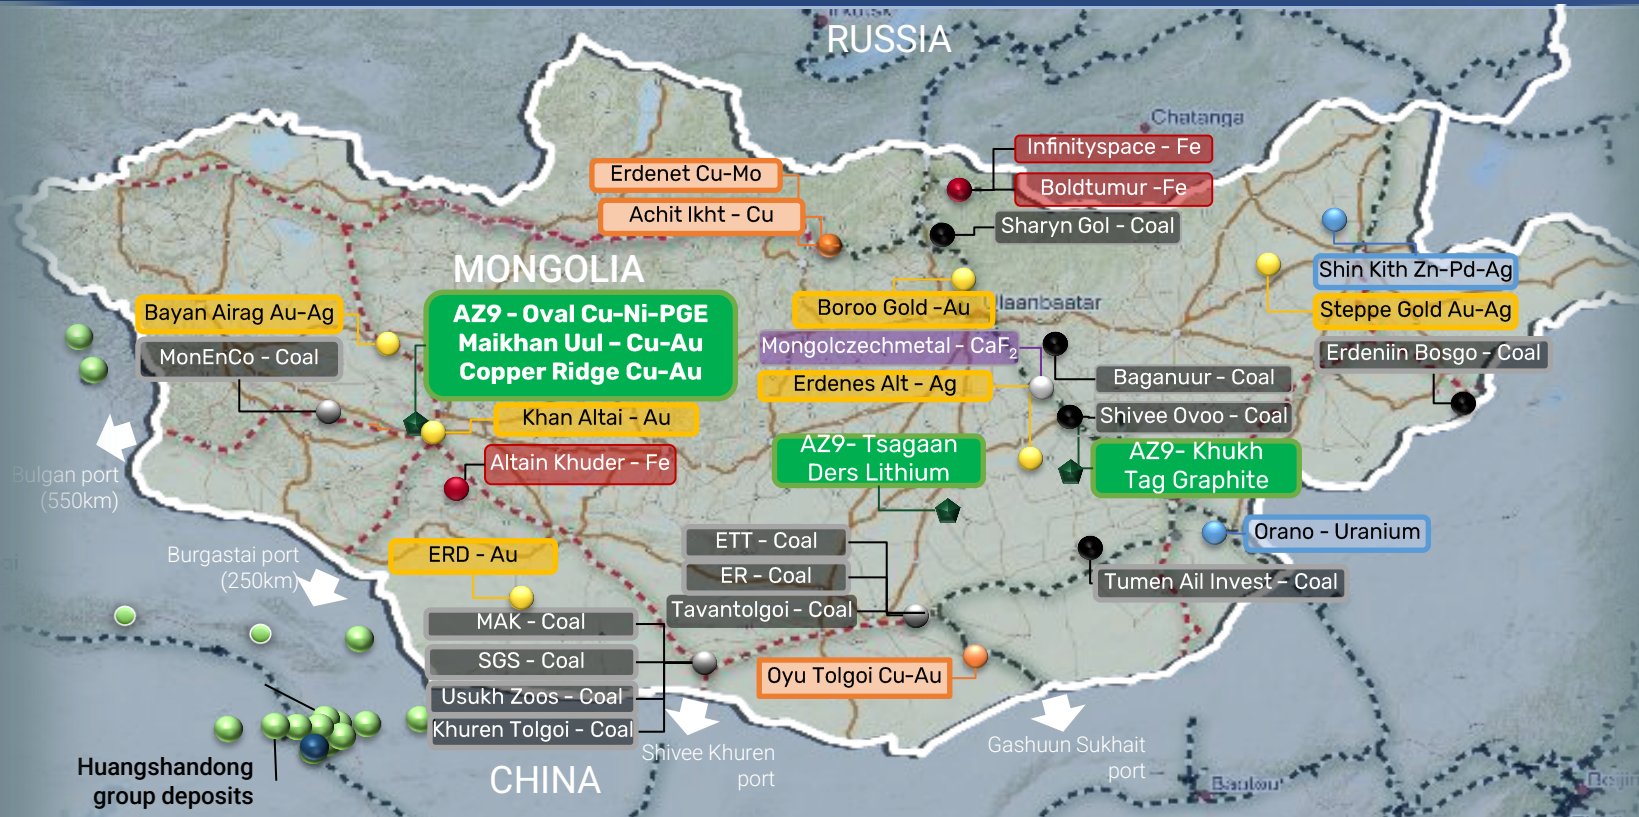 Irkutsk
RUSSIA
Chatanga
Infinityspace - Fe
Erdenet Cu-Mo
Boldtumur -Fe
Achit Ikht - Cu
Sharyn Gol - Coal
MONGOLIA
Shin Kith Zn-Pd-Ag
AZ9 - Oval Cu-Ni-PGE
Maikhan Uul – Cu-Au
Copper Ridge Cu-Au
Bayan Airag Au-Ag
Boroo Gold -Au
Ulaanbaatar
Steppe Gold Au-Ag
MonEnCo - Coal
Mongolczechmetal - CaF₂
Erdeniin Bosgo - Coal
Erdenes Alt - Ag
Baganuur - Coal
Khan Altai - Au
Shivee Ovoo - Coal
AZ9- Tsagaan
Ders Lithium
AZ9- Khukh
Tag Graphite
Altain Khuder - Fe
Bulgan port
(550km)
Orano - Uranium
Burgastai port
(250km)
ERD - Au
ETT - Coal
ER - Coal
Tavantolgoi - Coal
Tumen Ail Invest – Coal
MAK - Coal
SGS - Coal
Usukh Zoos - Coal
Khuren Tolgoi - Coal
Oyu Tolgoi Cu-Au
Shivee Khuren
port
Gashuun Sukhait
port
Huangshandong
group deposits
CHINA
Baotou
Beijin